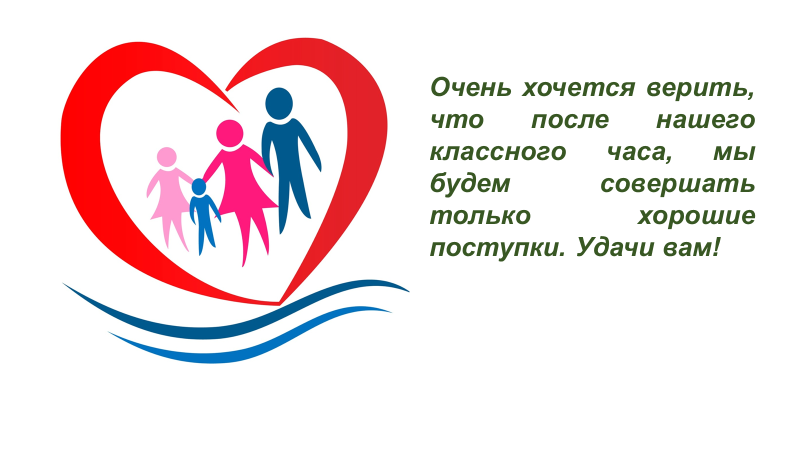 Очень хочется верить,
что после нашего
классного часа, мы
будем совершать
только хорошие
поступки. Удачи вам!